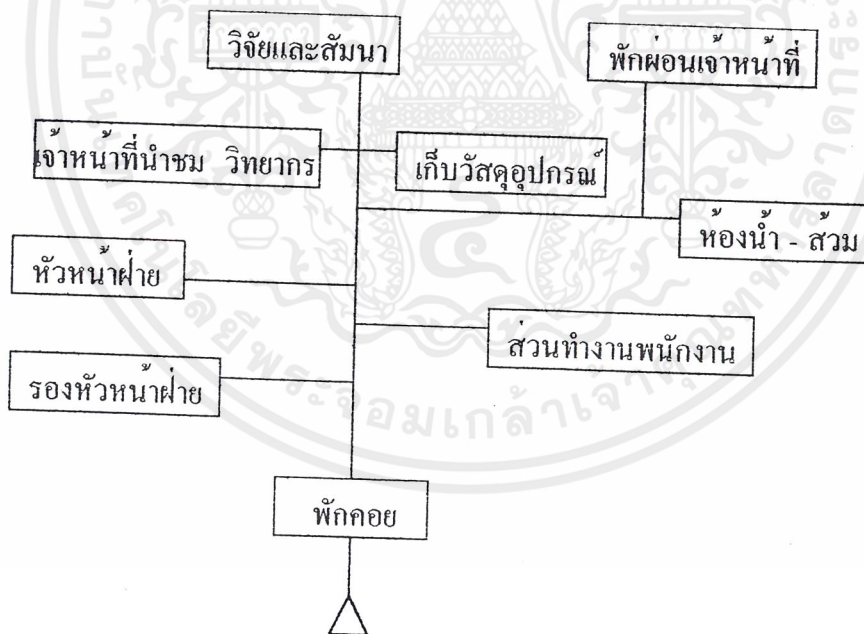 วิจัยและสัมนา
พักผ่อนเจ้าหน้าที่
เจ้าหน้าที่นำชม วิทยากร
เก็บวัสดุอุปกรณ์
ห้องน้ำ - ส้วม
หัวหน้าฝ่าย
ส่วนทำงานพนักงาน
รองหัวหน้าฝ่าย
พักคอย